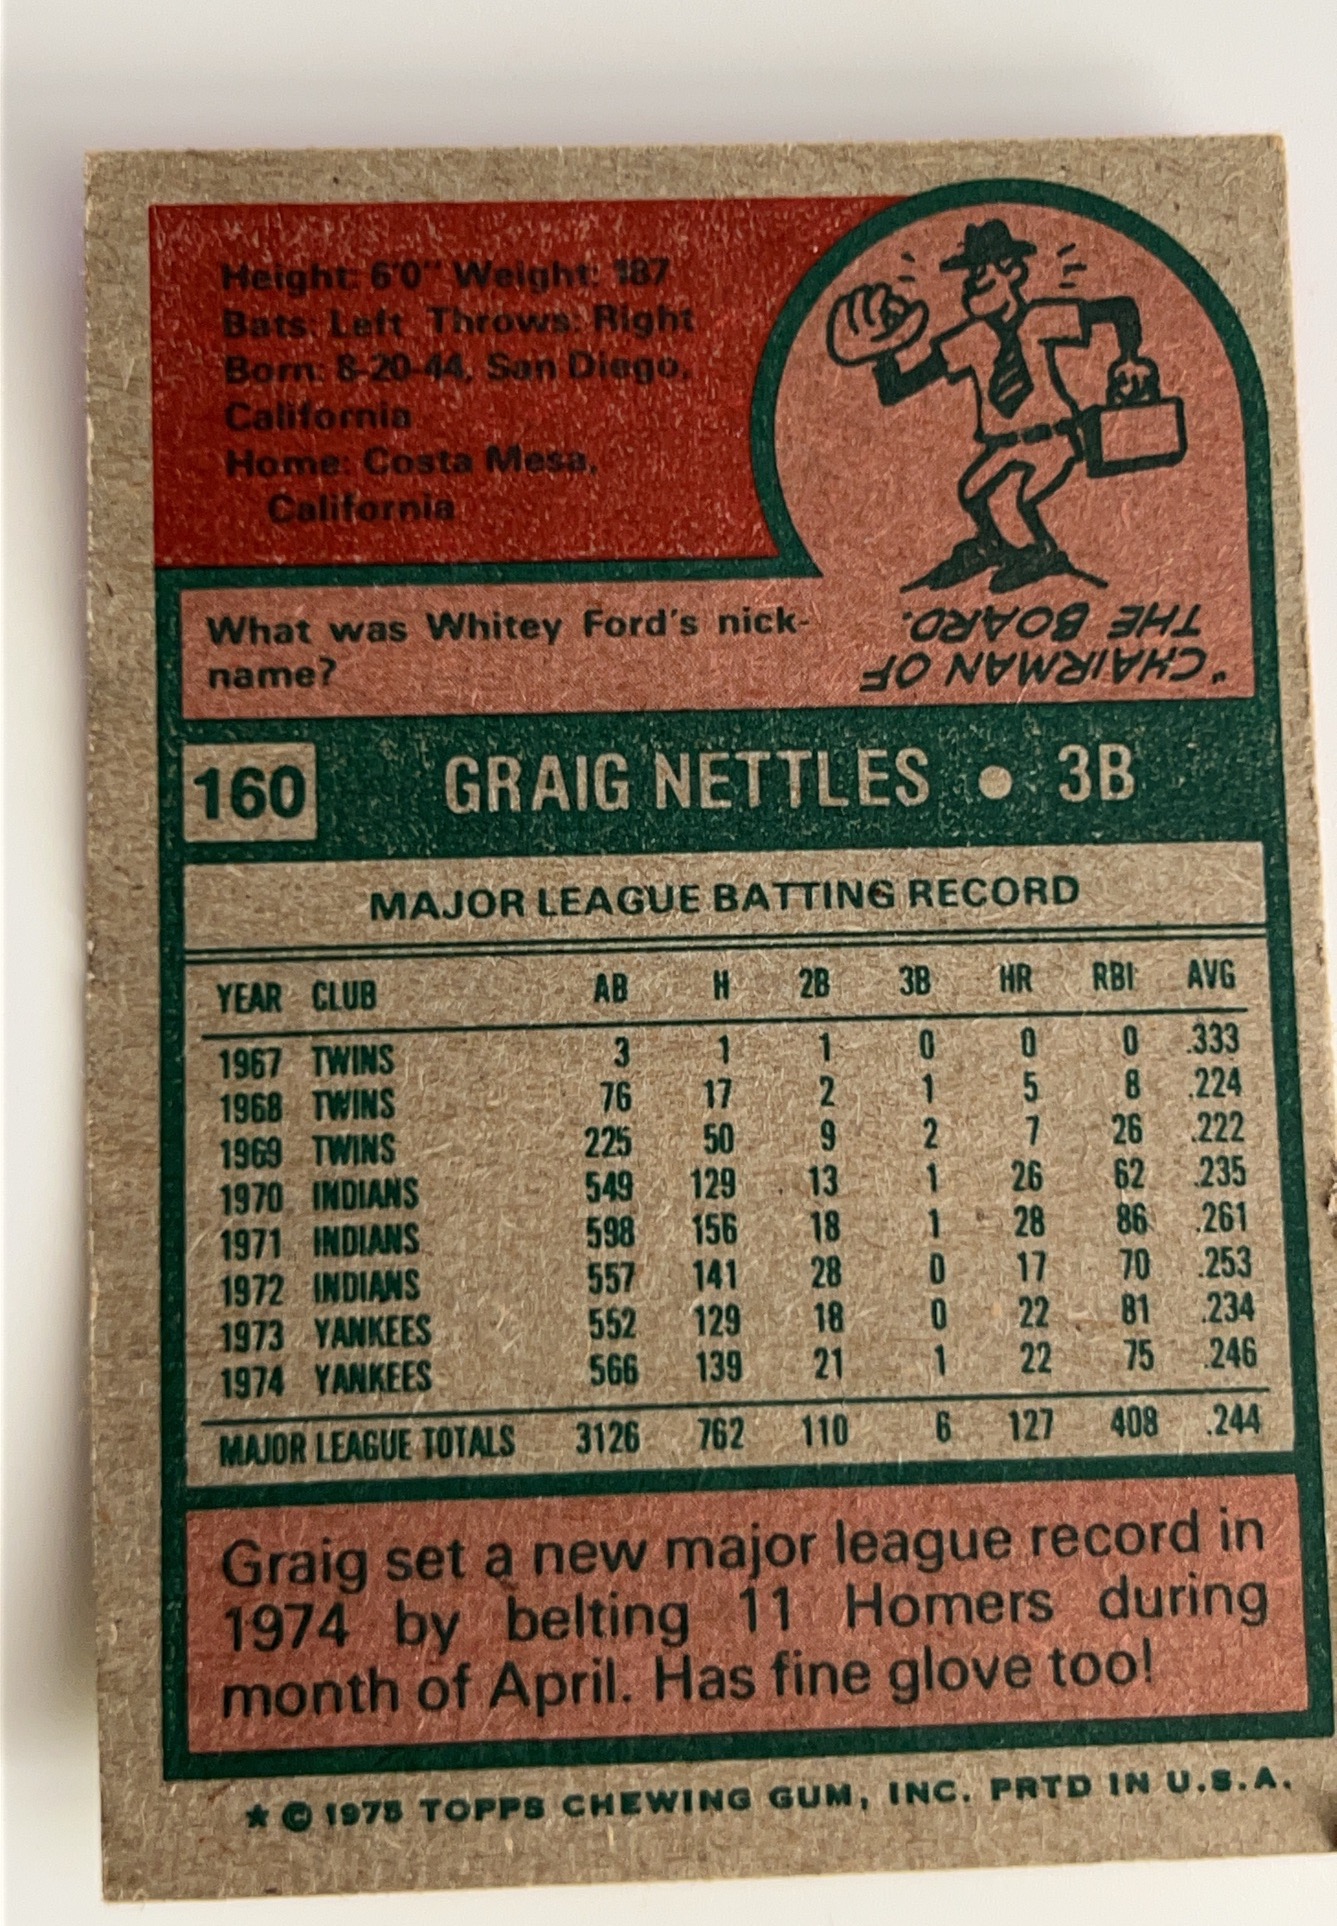 Height: 6'0" Weight: 187
Bats: Left Throws: Right
Born: 8-20-44, San Diego,
California
Home: Costa Mesa,
California
What was Whitey Ford's nick-
name?
"CHAIRMAN OF
THE BOARD.
160 GRAIG NETTLES • 3B
MAJOR LEAGUE BATTING RECORD
YEAR CLUB AB H 2B 3B HR RBI AVG
1967 TWINS 3 1 1 0 0 0 .333
1968 TWINS 76 17 2 1 5 8 .224
1969 TWINS 225 50 9 2 7 26 .222
1970 INDIANS 549 129 13 1 26 62 .235
1971 INDIANS 598 156 18 1 28 86 .261
1972 INDIANS 557 141 28 0 17 70 .253
1973 YANKEES 552 129 18 0 22 81 .234
1974 YANKEES 566 139 21 1 22 75 .246
MAJOR LEAGUE TOTALS 3126 762 110 6 127 408 .244
Graig set a new major league record in
1974 by belting 11 Homers during
month of April. Has fine glove too!
★ © 1975 TOPPS CHEWING GUM, INC. PRTD IN U.S.A.